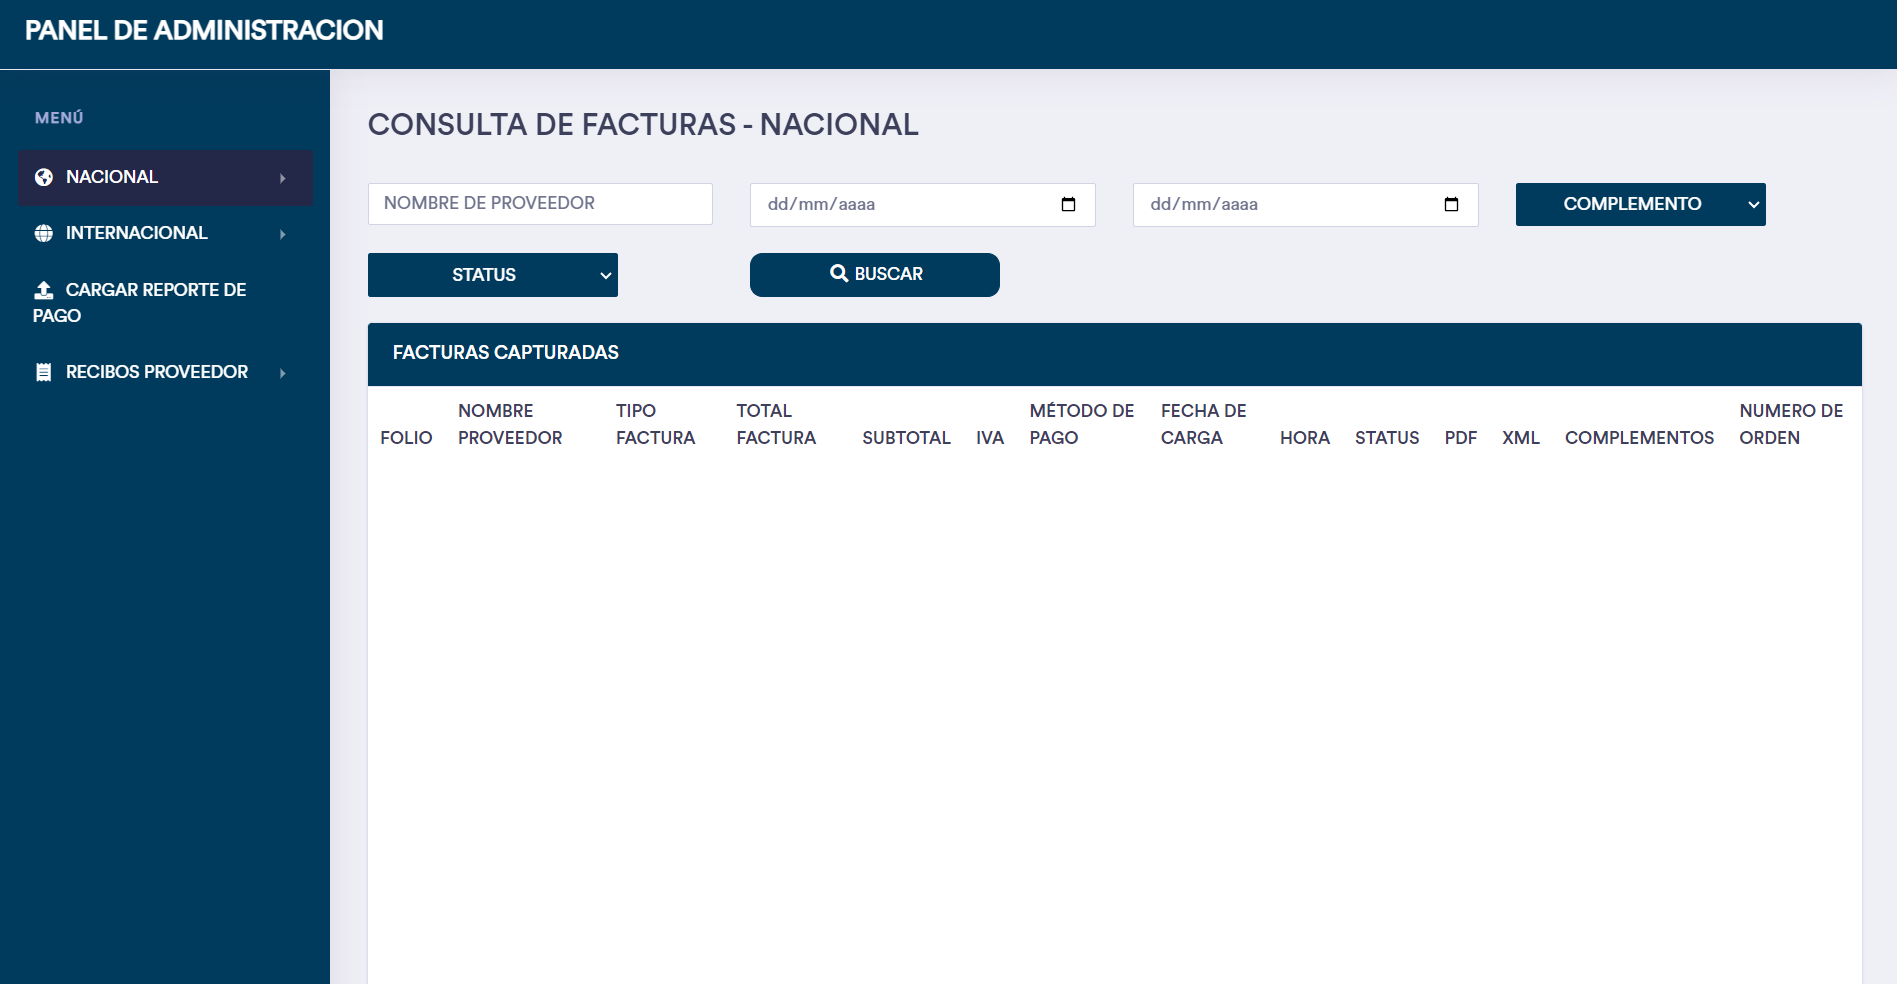 PANEL DE ADMINISTRACION
MENÚ
NACIONAL
INTERNACIONAL
CARGAR REPORTE DE
PAGO
RECIBOS PROVEEDOR
CONSULTA DE FACTURAS - NACIONAL
NOMBRE DE PROVEEDOR
dd/mm/aaaa
dd/mm/aaaa
COMPLEMENTO
STATUS
BUSCAR
FACTURAS CAPTURADAS
FOLIO
NOMBRE
PROVEEDOR
TIPO
FACTURA
TOTAL
FACTURA
SUBTOTAL
IVA
MÉTODO DE
PAGO
FECHA DE
CARGA
HORA
STATUS
PDF
XML
COMPLEMENTOS
NUMERO DE
ORDEN